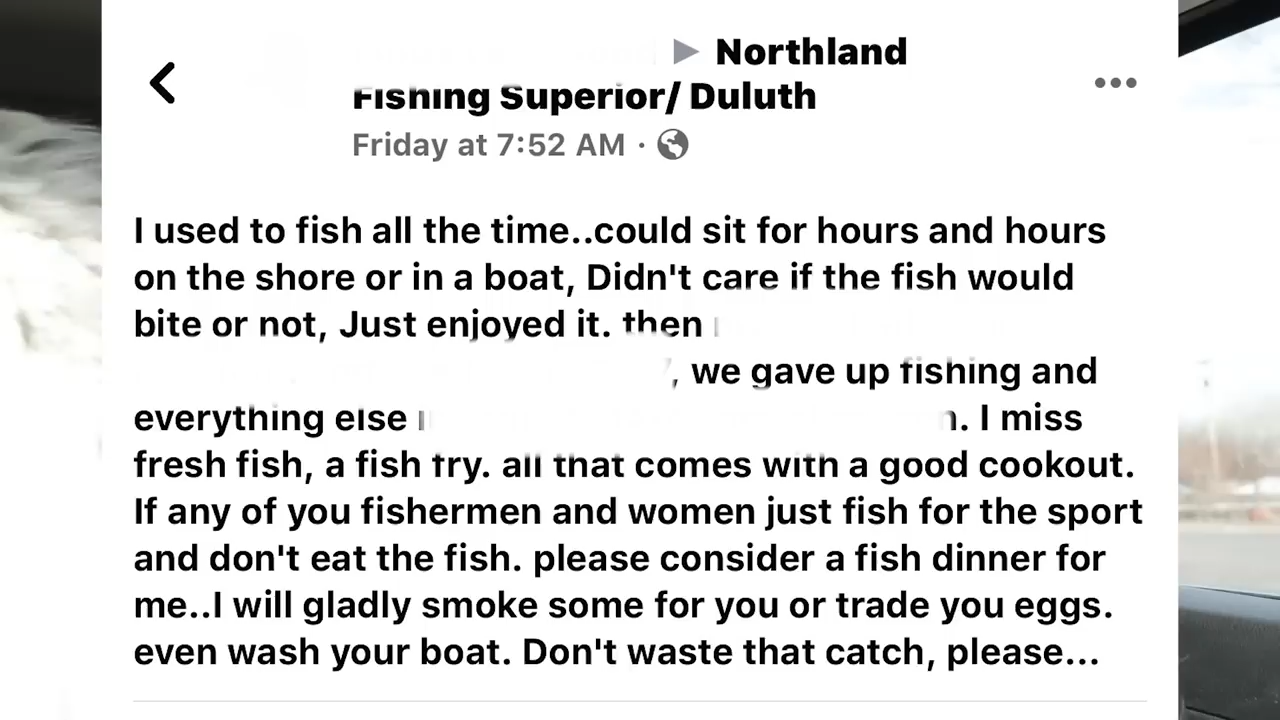 Northland
Fishing Superior/ Duluth
Friday at 7:52 AM ·
I used to fish all the time..could sit for hours and hours
on the shore or in a boat, Didn't care if the fish would
bite or not, Just enjoyed it. then
, we gave up fishing and
everything else . I miss
fresh fish, a fish fry. all that comes with a good cookout.
If any of you fishermen and women just fish for the sport
and don't eat the fish. please consider a fish dinner for
me..I will gladly smoke some for you or trade you eggs.
even wash your boat. Don't waste that catch, please...